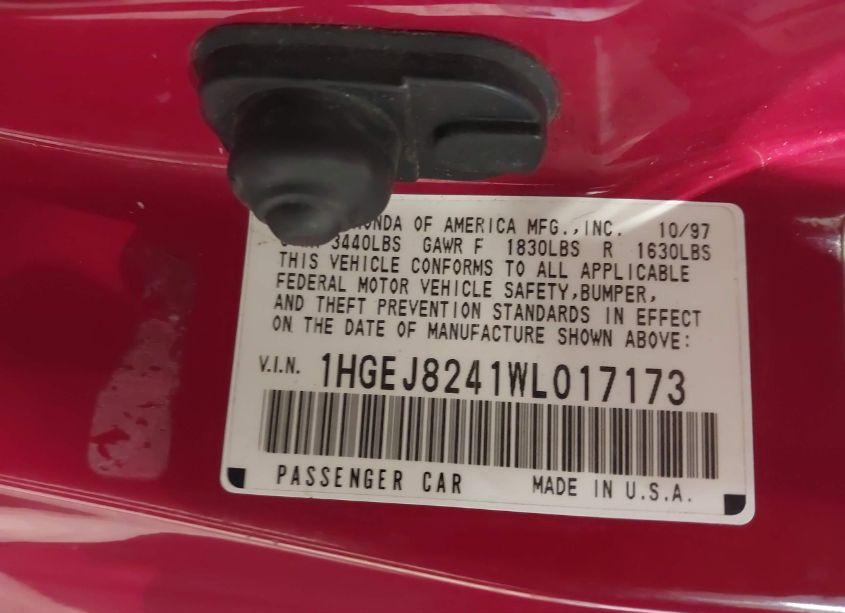 HONDA OF AMERICA MFG.,INC. 10/97
3440LBS GAWR F 1830LBS R 1630LBS
THIS VEHICLE CONFORMS TO ALL APPLICABLE
FEDERAL MOTOR VEHICLE SAFETY,BUMPER,
AND THEFT PREVENTION STANDARDS IN EFFECT
ON THE DATE OF MANUFACTURE SHOWN ABOVE:
V.I.N. 1HGEJ8241WL017173
PASSENGER CAR MADE IN U.S.A.